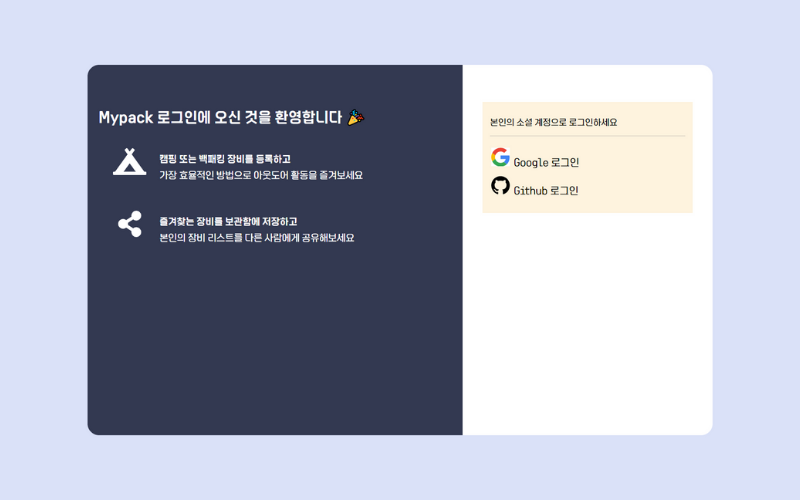 Mypack 로그인에 오신 것을 환영합니다 🎉
캠핑 또는 백패킹 장비를 등록하고
가장 효율적인 방법으로 아웃도어 활동을 즐겨보세요
즐겨찾는 장비를 보관함에 저장하고
본인의 장비 리스트를 다른 사람에게 공유해보세요
본인의 소셜 계정으로 로그인하세요
Google 로그인
Github 로그인